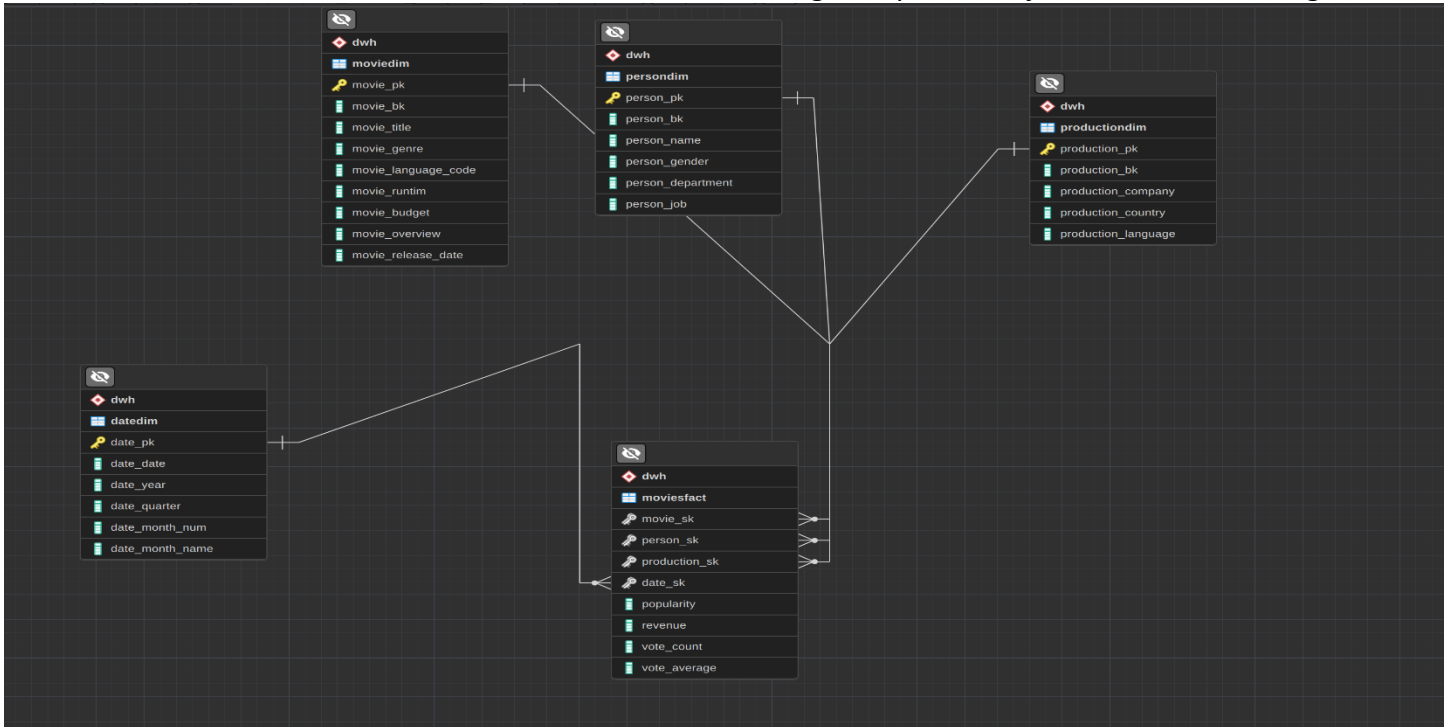 dwh
moviedim
movie_pk
movie_bk
movie_title
movie_genre
movie_language_code
movie_runtim
movie_budget
movie_overview
movie_release_date
dwh
persondim
person_pk
person_bk
person_name
person_gender
person_department
person_job
dwh
productiondim
production_pk
production_bk
production_company
production_country
production_language
dwh
datedim
date_pk
date_date
date_year
date_quarter
date_month_num
date_month_name
dwh
moviesfact
movie_sk
person_sk
production_sk
date_sk
popularity
revenue
vote_count
vote_average